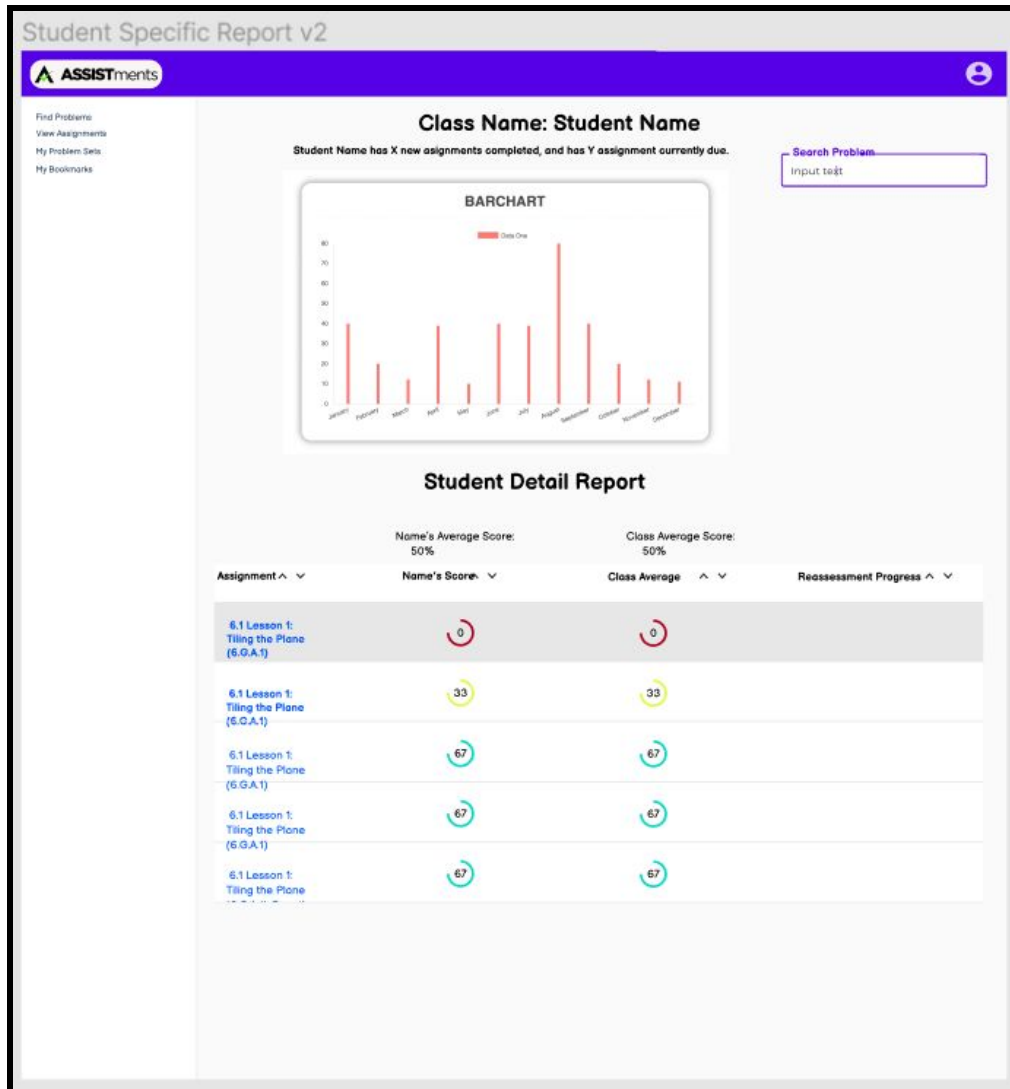 Student Specific Report v2
ASSISTments
Find Problems
View Assignments
My Problem Sets
My Bookmarks
Class Name: Student Name
Student Name has X new asignments completed, and has Y assignment currently due.
Search Problem
Input text
BARCHART
Data One
80
70
60
50
40
30
20
10
0
January February March April May June July August September October November December
Student Detail Report
Name's Average Score: Class Average Score:
50% 50%
Assignment Name's Score Class Average Reassessment Progress
6.1 Lesson 1:
Tiling the Plane 0 0
(6.G.A.1)
6.1 Lesson 1: 33 33
Tiling the Plane
(6.G.A.1)
6.1 Lesson 1: 67 67
Tiling the Plane
(6.G.A.1)
6.1 Lesson 1: 67 67
Tiling the Plane
(6.G.A.1)
6.1 Lesson 1: 67 67
Tiling the Plane